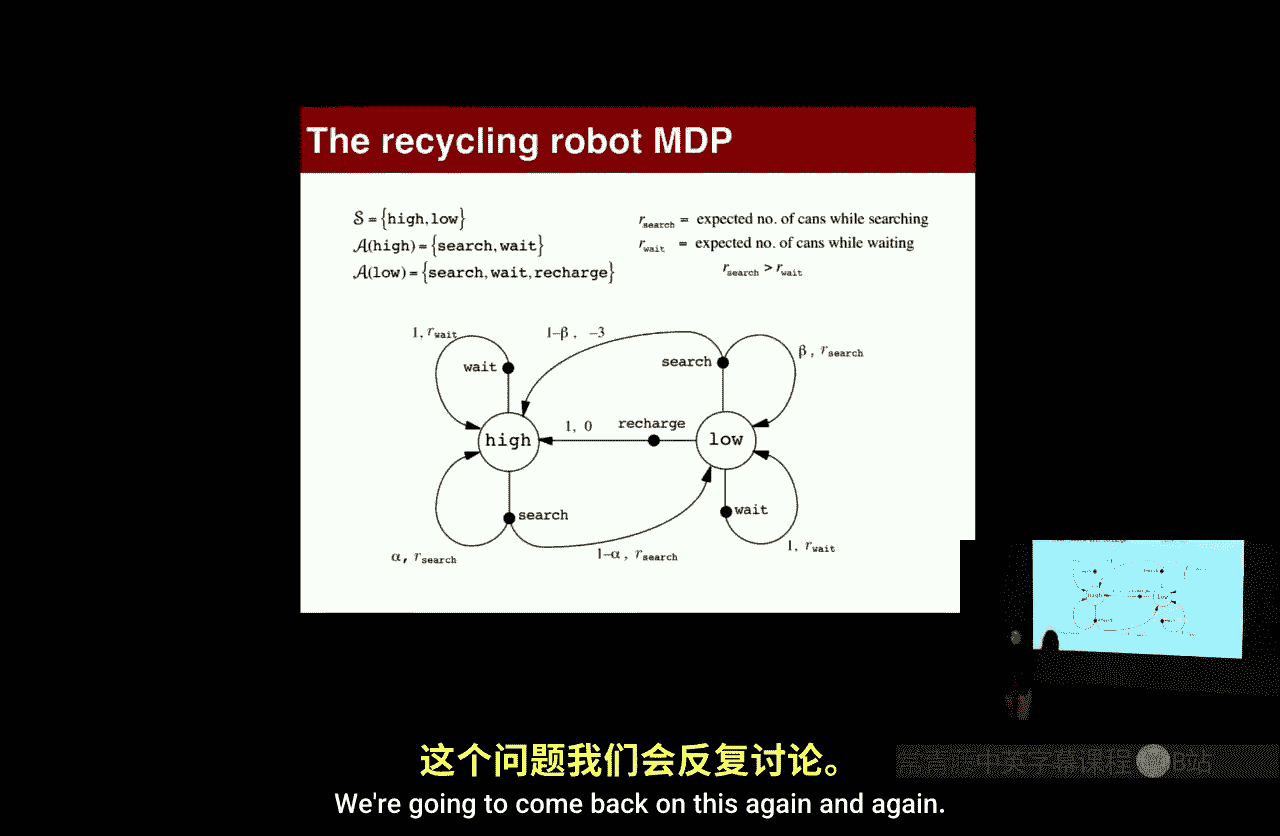 The recycling robot MDP
S = {high, low}
A(high) = {search, wait}
A(low) = {search, wait, recharge}
r_search = expected no. of cans while searching
r_wait = expected no. of cans while waiting
r_search > r_wait
1, r_wait
1–β , –3
wait
search
β , r_search
high
1, 0
recharge
low
search
wait
α, r_search
1–α , r_search
1, r_wait
这个问题我们会反复讨论。
We're going to come back on this again and again.